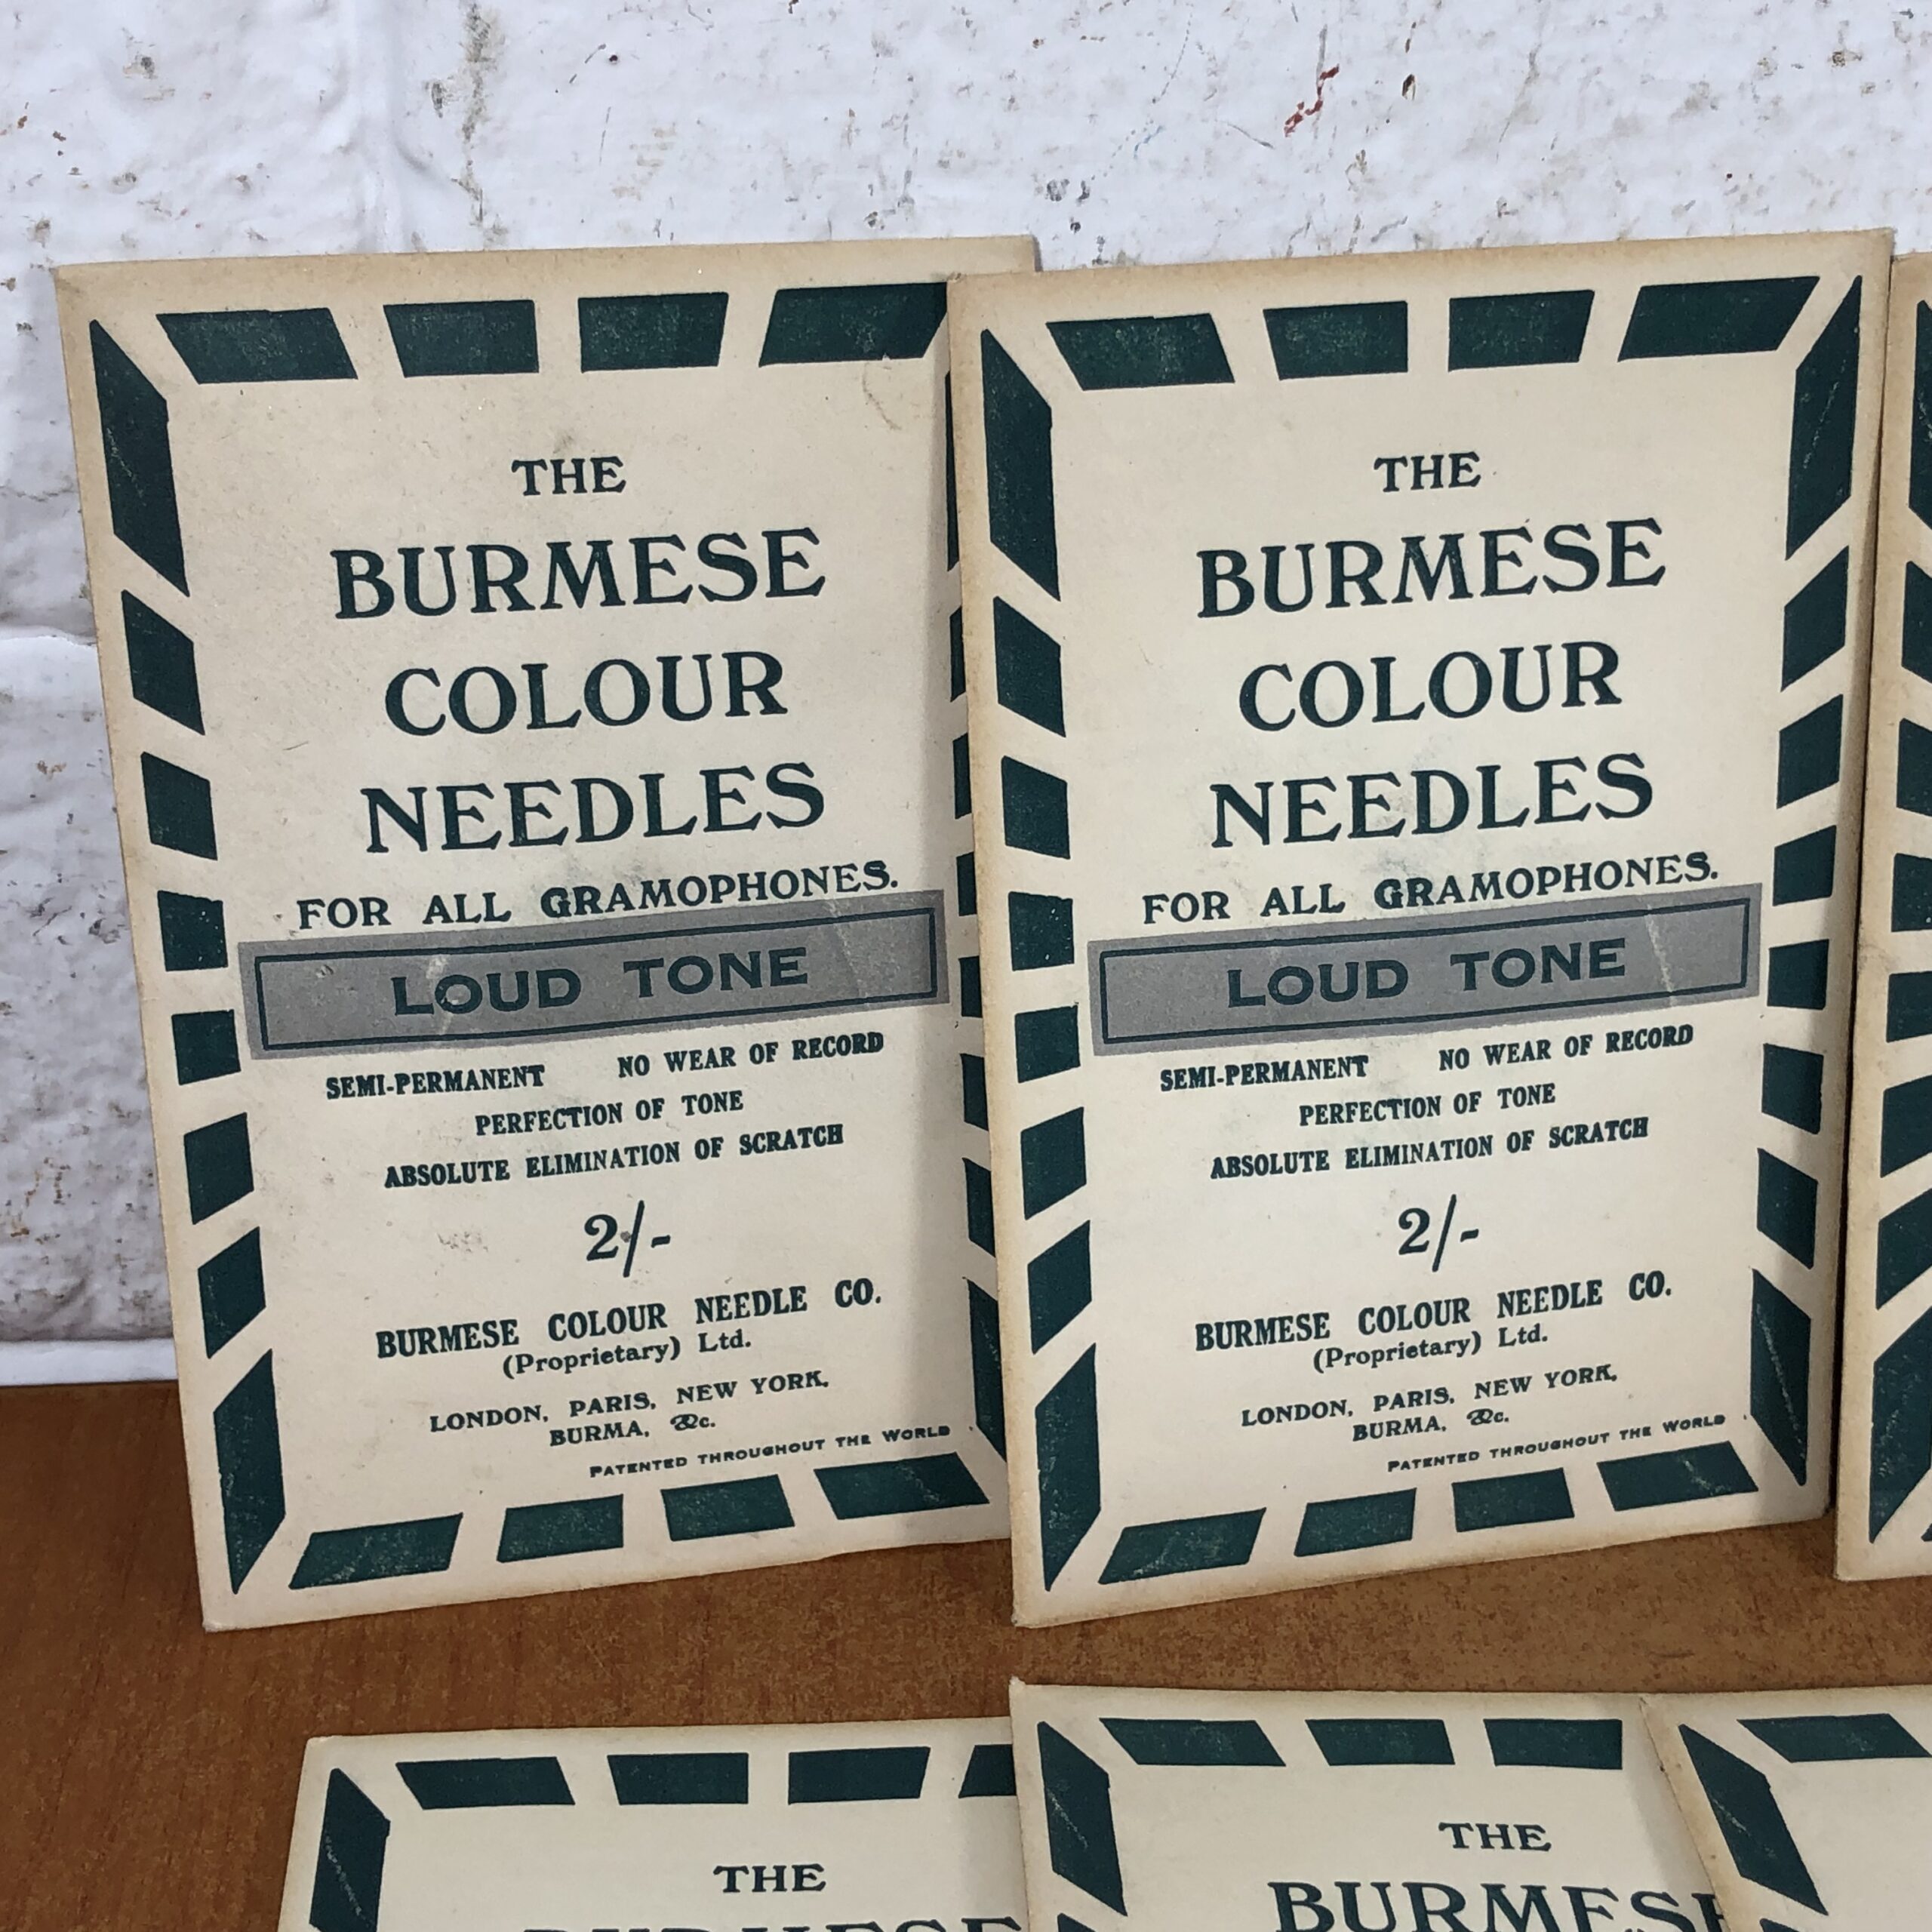 THE
BURMESE
COLOUR
NEEDLES
FOR ALL GRAMOPHONES.
LOUD TONE
SEMI-PERMANENT NO WEAR OF RECORD
PERFECTION OF TONE
ABSOLUTE ELIMINATION OF SCRATCH
2/-
BURMESE COLOUR NEEDLE CO.
(Proprietary) Ltd.
LONDON, PARIS, NEW YORK,
BURMA, &c.
PATENTED THROUGHOUT THE WORLD
THE
BURMESE
COLOUR
NEEDLES
FOR ALL GRAMOPHONES.
LOUD TONE
SEMI-PERMANENT NO WEAR OF RECORD
PERFECTION OF TONE
ABSOLUTE ELIMINATION OF SCRATCH
2/-
BURMESE COLOUR NEEDLE CO.
(Proprietary) Ltd.
LONDON, PARIS, NEW YORK,
BURMA, &c.
PATENTED THROUGHOUT THE WORLD
THE
BURMESE
THE
BURMESE